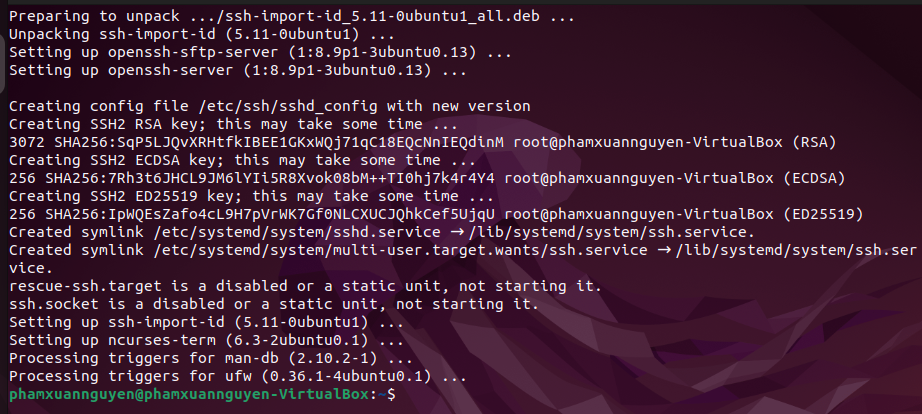 Preparing to unpack .../ssh-import-id_5.11-0ubuntu1_all.deb ...
Unpacking ssh-import-id (5.11-0ubuntu1) ...
Setting up openssh-sftp-server (1:8.9p1-3ubuntu0.13) ...
Setting up openssh-server (1:8.9p1-3ubuntu0.13) ...

Creating config file /etc/ssh/sshd_config with new version
Creating SSH2 RSA key; this may take some time ...
3072 SHA256:SqP5LJQvXRHtfkIBEE1GKxWQj71qC18EQcNnIEQdinM root@phamxuannguyen-VirtualBox (RSA)
Creating SSH2 ECDSA key; this may take some time ...
256 SHA256:7Rh3t6JHCL9JM6lYIi5R8Xvok08bM++TI0hj7k4r4Y4 root@phamxuannguyen-VirtualBox (ECDSA)
Creating SSH2 ED25519 key; this may take some time ...
256 SHA256:IpWQEsZafo4cL9H7pVrWK7Gf0NLCXUCJQhkCef5UjqU root@phamxuannguyen-VirtualBox (ED25519)
Created symlink /etc/systemd/system/sshd.service → /lib/systemd/system/ssh.service.
Created symlink /etc/systemd/system/multi-user.target.wants/ssh.service → /lib/systemd/system/ssh.ser
vice.
rescue-ssh.target is a disabled or a static unit, not starting it.
ssh.socket is a disabled or a static unit, not starting it.
Setting up ssh-import-id (5.11-0ubuntu1) ...
Setting up ncurses-term (6.3-2ubuntu0.1) ...
Processing triggers for man-db (2.10.2-1) ...
Processing triggers for ufw (0.36.1-4ubuntu0.1) ...
phamxuannguyen@phamxuannguyen-VirtualBox:~$